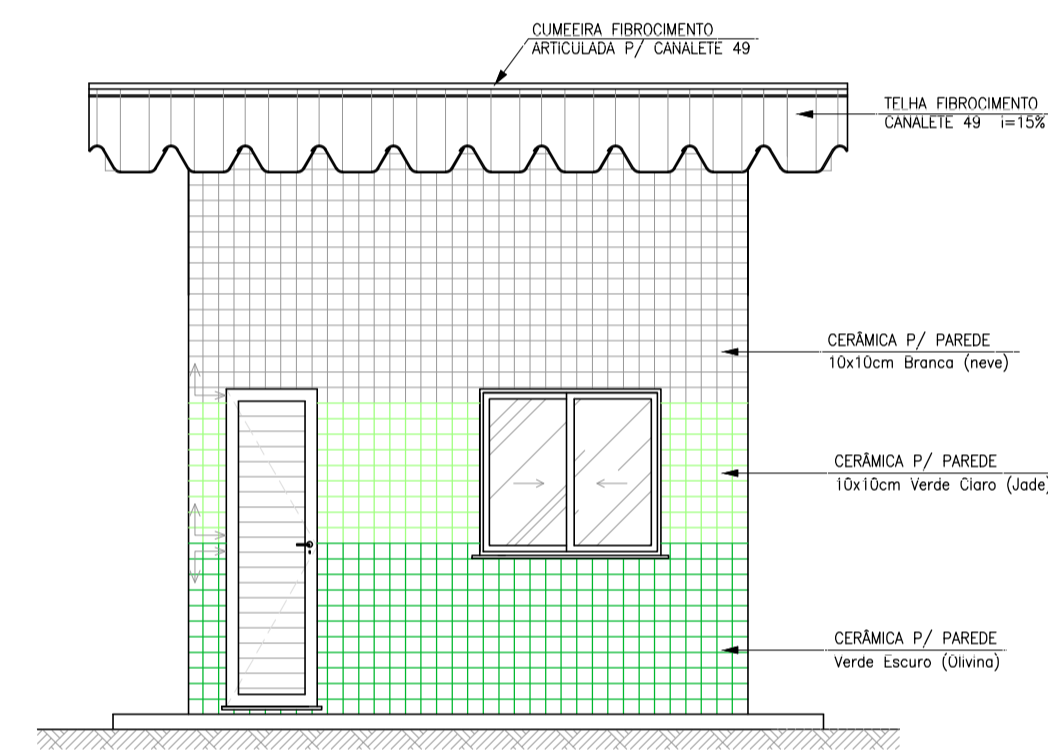 CUMEEIRA FIBROCIMENTO
ARTICULADA P/ CANALETE 49
TELHA FIBROCIMENTO
CANALETE 49 i=15%
CERÂMICA P/ PAREDE
10x10cm Branca (neve)
CERÂMICA P/ PAREDE
10x10cm Verde Claro (Jade)
CERÂMICA P/ PAREDE
Verde Escuro (Olivina)